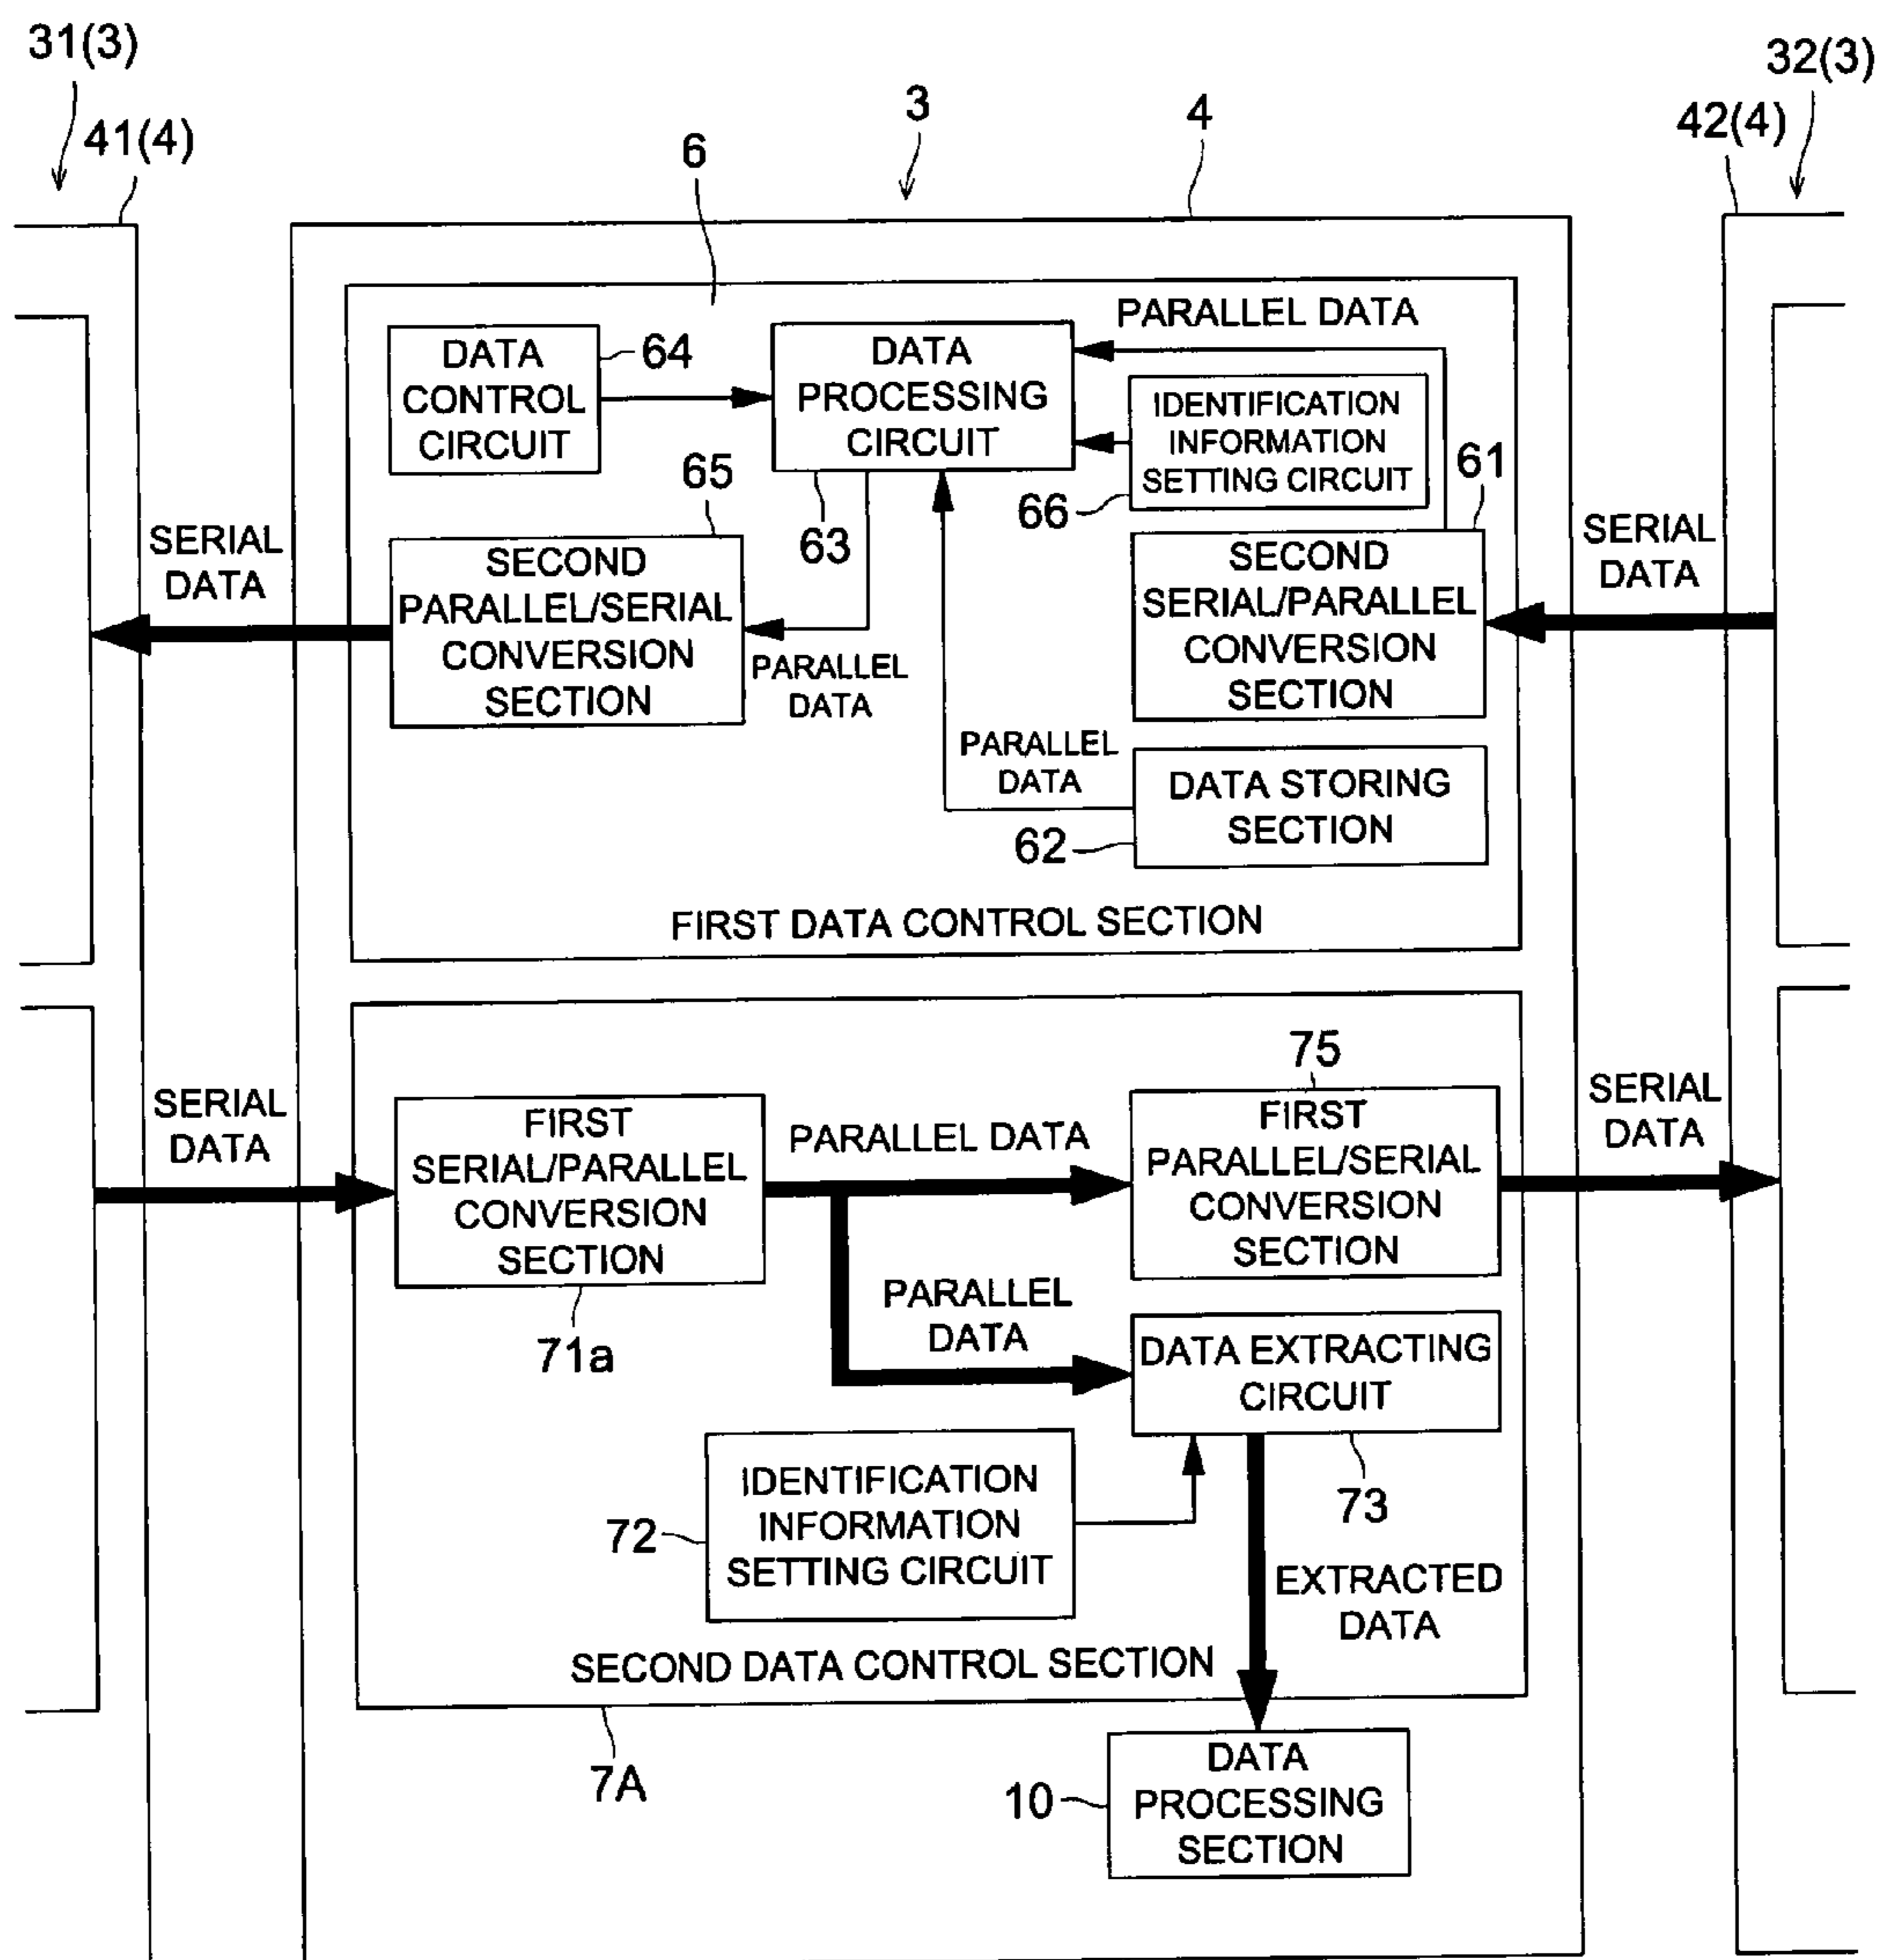 31(3)
32(3)
41(4)
3
4
42(4)
6
DATA
CONTROL
CIRCUIT
64
DATA
PROCESSING
CIRCUIT
63
PARALLEL DATA
IDENTIFICATION
INFORMATION
SETTING CIRCUIT
66
61
65
SERIAL
DATA
SECOND
PARALLEL/SERIAL
CONVERSION
SECTION
PARALLEL
DATA
SECOND
SERIAL/PARALLEL
CONVERSION
SECTION
SERIAL
DATA
PARALLEL
DATA
DATA STORING
SECTION
62
FIRST DATA CONTROL SECTION
SERIAL
DATA
FIRST
SERIAL/PARALLEL
CONVERSION
SECTION
71a
PARALLEL DATA
75
FIRST
PARALLEL/SERIAL
CONVERSION
SECTION
SERIAL
DATA
PARALLEL
DATA
DATA EXTRACTING
CIRCUIT
73
72
IDENTIFICATION
INFORMATION
SETTING CIRCUIT
EXTRACTED
DATA
SECOND DATA CONTROL SECTION
7A
10
DATA
PROCESSING
SECTION